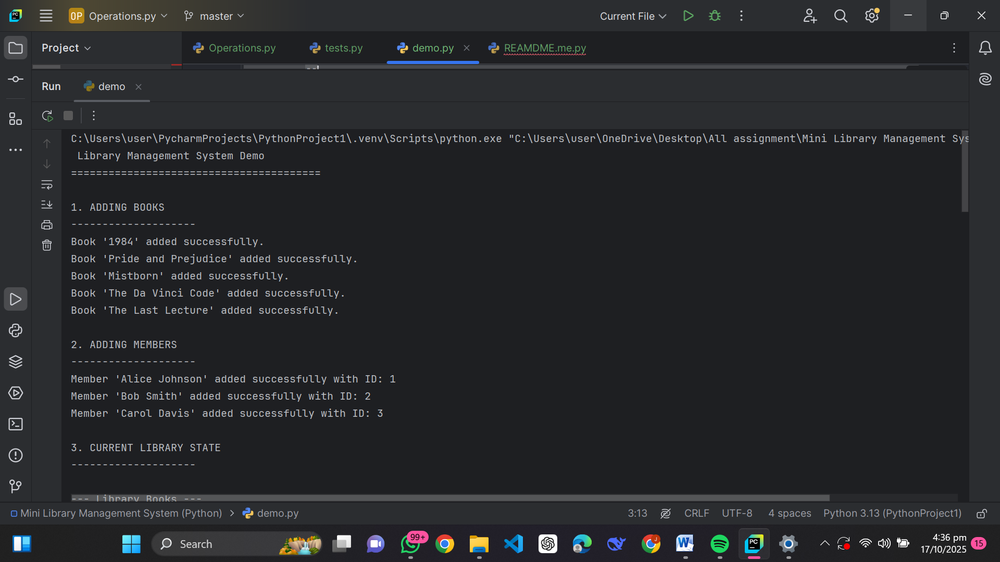 OP Operations.py master Current File
Project Operations.py tests.py demo.py REAMDME.me.py
Run demo
C:\Users\user\PycharmProjects\PythonProject1\.venv\Scripts\python.exe "C:\Users\user\OneDrive\Desktop\All assignment\Mini Library Management Sys
Library Management System Demo
========================================
1. ADDING BOOKS
--------------------
Book '1984' added successfully.
Book 'Pride and Prejudice' added successfully.
Book 'Mistborn' added successfully.
Book 'The Da Vinci Code' added successfully.
Book 'The Last Lecture' added successfully.
2. ADDING MEMBERS
--------------------
Member 'Alice Johnson' added successfully with ID: 1
Member 'Bob Smith' added successfully with ID: 2
Member 'Carol Davis' added successfully with ID: 3
3. CURRENT LIBRARY STATE
--------------------
--- Library Books ---
Mini Library Management System (Python) > demo.py 3:13 CRLF UTF-8 4 spaces Python 3.13 (PythonProject1)
Search 99+ 4:36 pm
17/10/2025 15